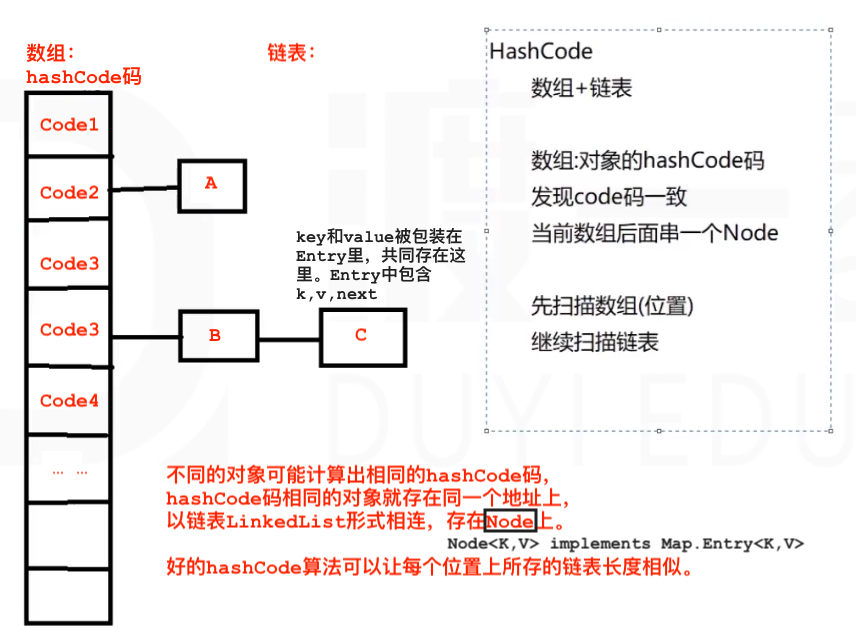 数组：
hashCode码
链表：
Code1
Code2
A
Code3
key和value被包装在
Entry里，共同存在这
里。Entry中包含
k,v,next
Code3
B
C
Code4
... ...
HashCode
数组+链表
数组:对象的hashCode码
发现code码一致
当前数组后面串一个Node
先扫描数组(位置)
继续扫描链表
不同的对象可能计算出相同的hashCode码，
hashCode码相同的对象就存在同一个地址上，
以链表LinkedList形式相连，存在Node上。
Node<K,V> implements Map.Entry<K,V>
好的hashCode算法可以让每个位置上所存的链表长度相似。
渡一教
DUYI EDU